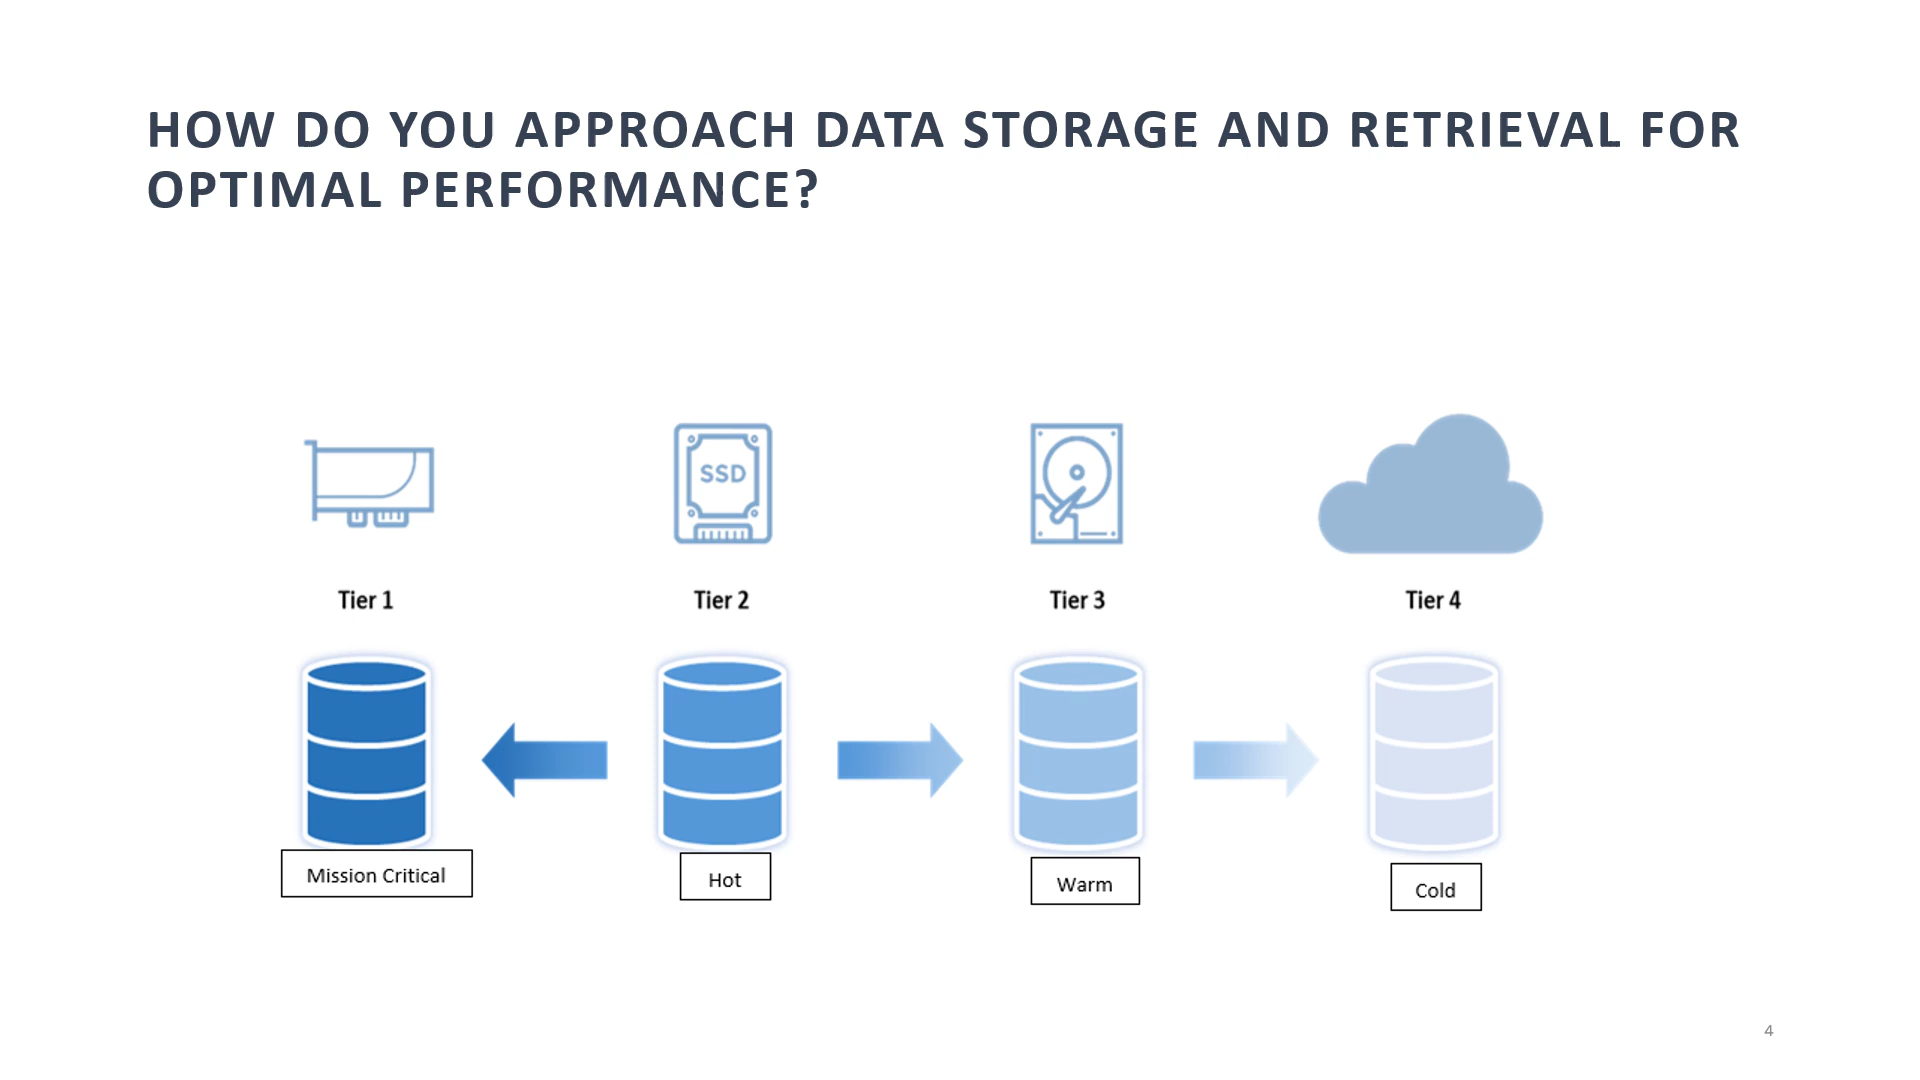 HOW DO YOU APPROACH DATA STORAGE AND RETRIEVAL FOR
OPTIMAL PERFORMANCE?
SSD
Tier 1
Tier 2
Tier 3
Tier 4
Mission Critical
Hot
Warm
Cold
4